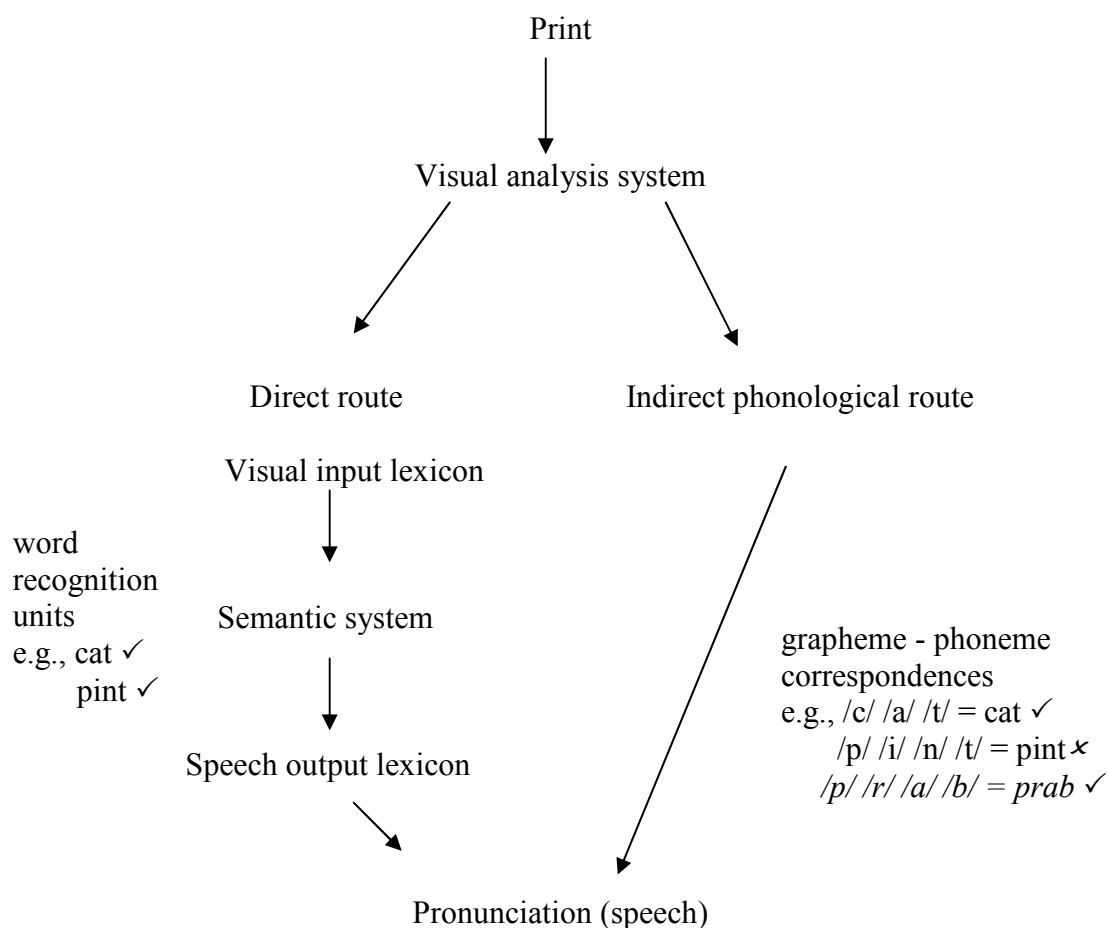 Print
Visual analysis system
Direct route
Indirect phonological route
Visual input lexicon
word
recognition
units
e.g., cat ✓
pint ✓
Semantic system
grapheme - phoneme
correspondences
e.g., /c/ /a/ /t/ = cat ✓
/p/ /i/ /n/ /t/ = pint ✗
/p/ /r/ /a/ /b/ = prab ✓
Speech output lexicon
Pronunciation (speech)